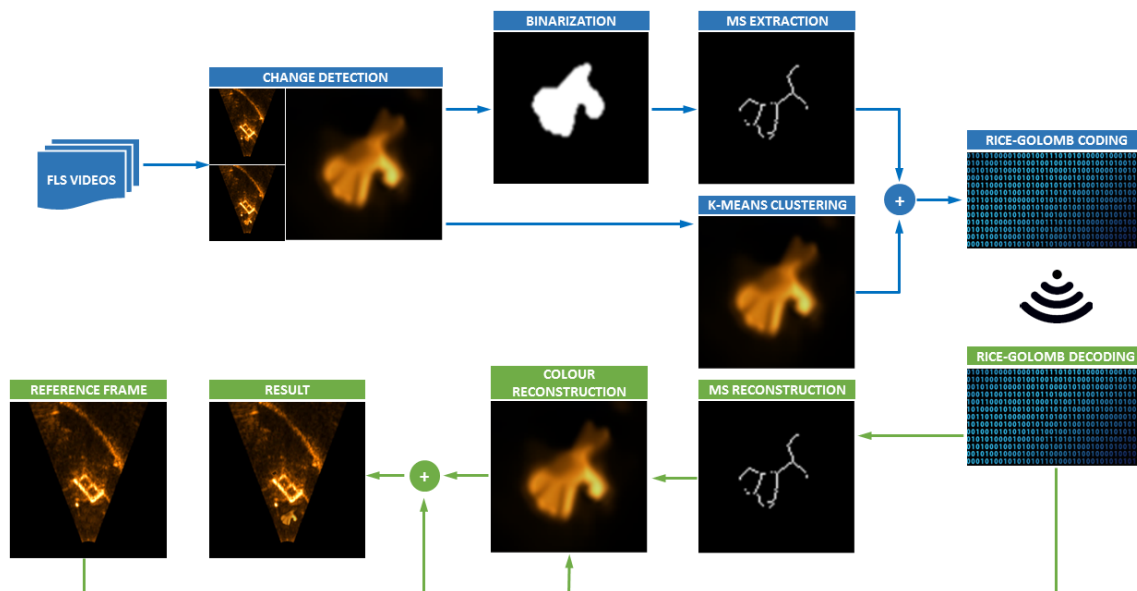 BINARIZATION
MS EXTRACTION
CHANGE DETECTION
FLS VIDEOS
RICE-GOLOMB CODING
+
K-MEANS CLUSTERING
RICE-GOLOMB DECODING
REFERENCE FRAME
RESULT
COLOUR
RECONSTRUCTION
MS RECONSTRUCTION
+